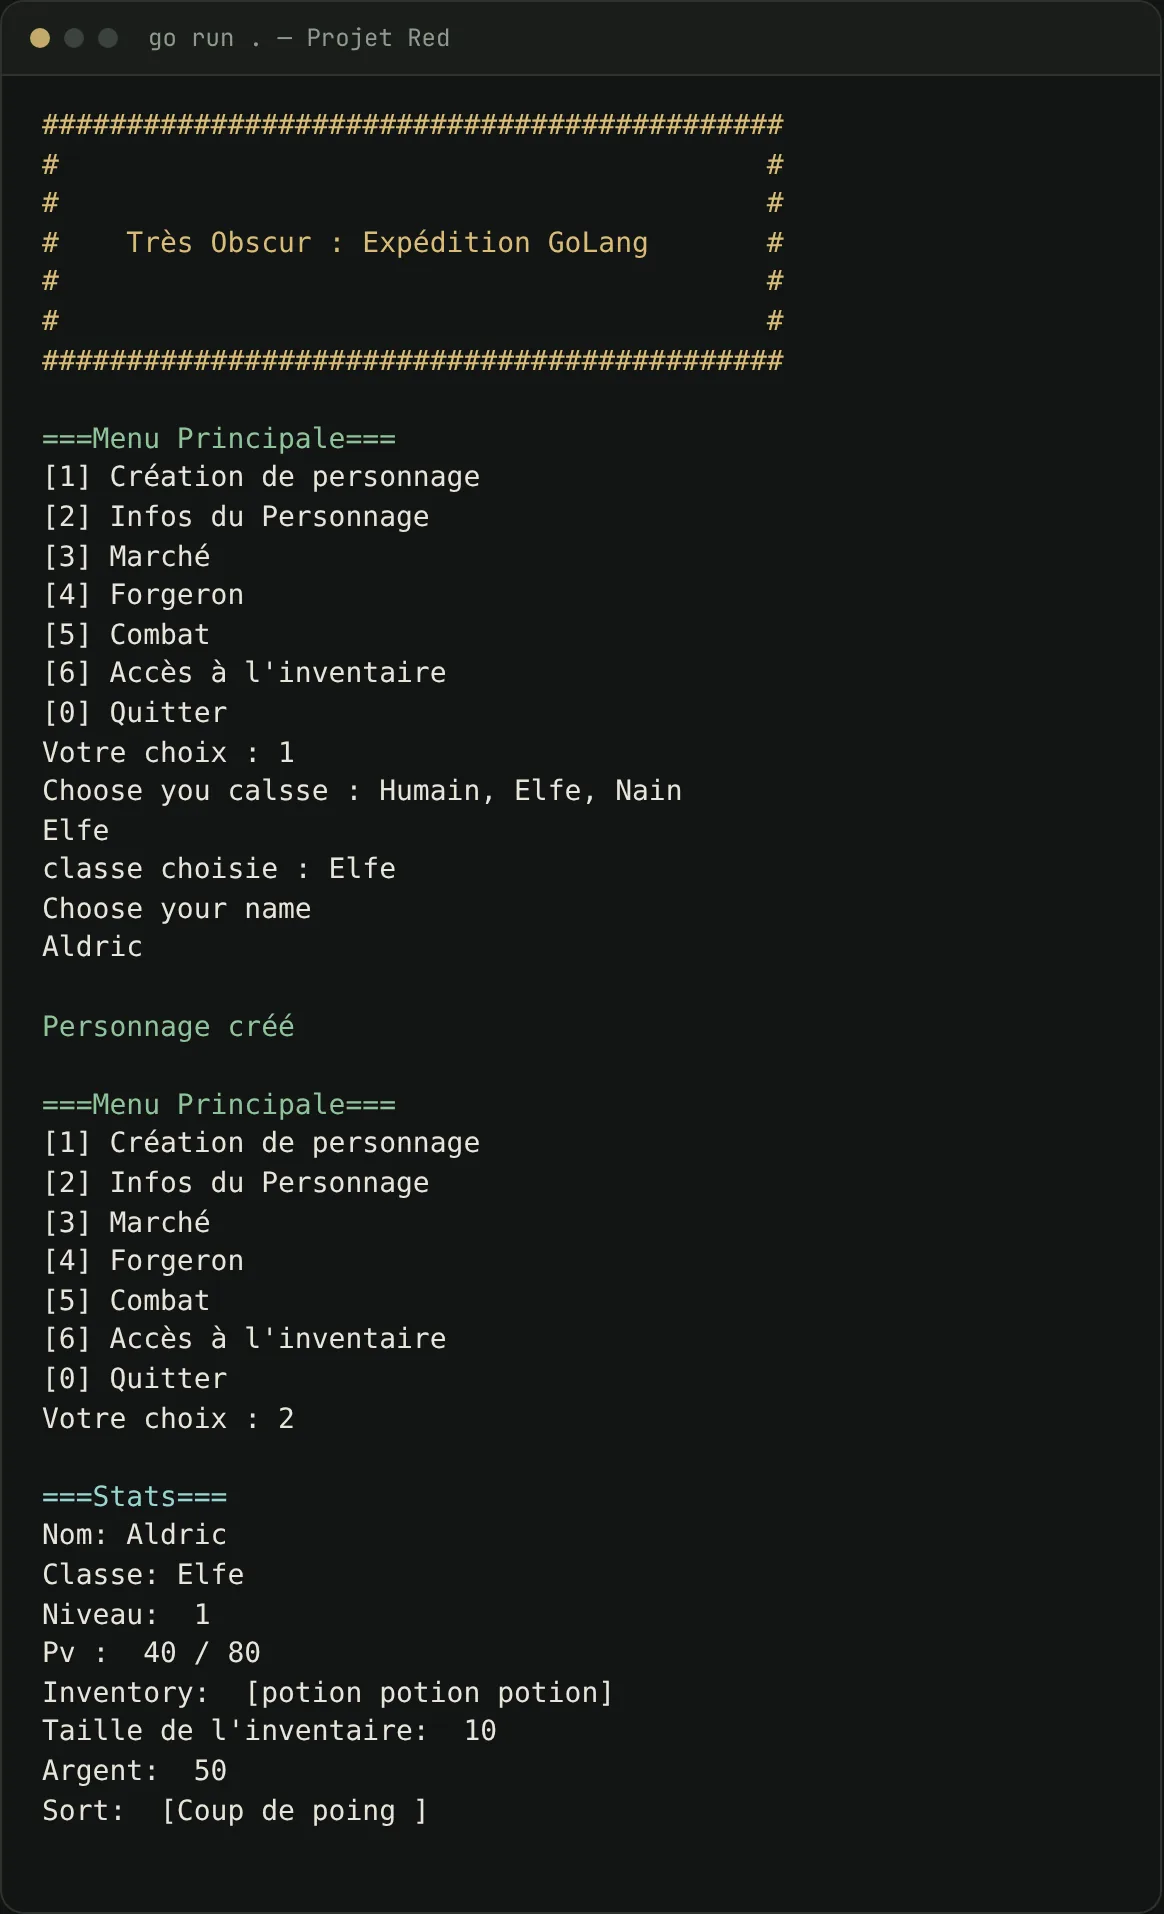 go run . — Projet Red
############################################
#                                          #
#                                          #
#    Très Obscur : Expédition GoLang       #
#                                          #
#                                          #
############################################
===Menu Principale===
[1] Création de personnage
[2] Infos du Personnage
[3] Marché
[4] Forgeron
[5] Combat
[6] Accès à l'inventaire
[0] Quitter
Votre choix : 1
Choose you calsse : Humain, Elfe, Nain
Elfe
classe choisie : Elfe
Choose your name
Aldric
Personnage créé
===Menu Principale===
[1] Création de personnage
[2] Infos du Personnage
[3] Marché
[4] Forgeron
[5] Combat
[6] Accès à l'inventaire
[0] Quitter
Votre choix : 2
===Stats===
Nom: Aldric
Classe: Elfe
Niveau:  1
Pv :  40 / 80
Inventory:  [potion potion potion]
Taille de l'inventaire:  10
Argent:  50
Sort:  [Coup de poing ]